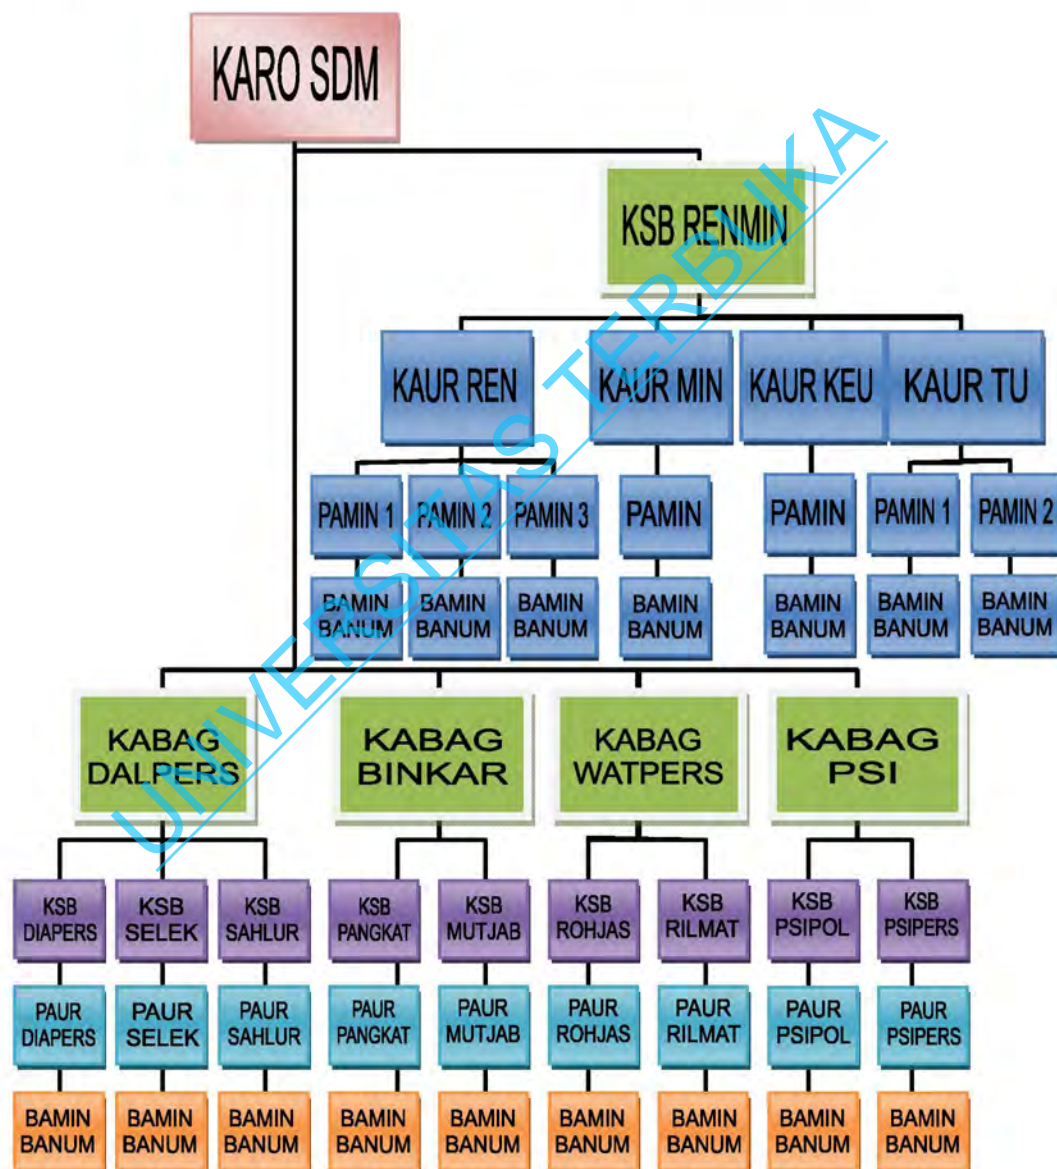 KARO SDM
KSB RENMIN
KAUR REN
KAUR MIN
KAUR KEU
KAUR TU
PAMIN 1
PAMIN 2
PAMIN 3
PAMIN
PAMIN
PAMIN 1
PAMIN 2
BAMIN
BANUM
BAMIN
BANUM
BAMIN
BANUM
BAMIN
BANUM
BAMIN
BANUM
BAMIN
BANUM
BAMIN
BANUM
KABAG
DALPERS
KABAG
BINKAR
KABAG
WATPERS
KABAG
PSI
KSB
DIAPERS
KSB
SELEK
KSB
SAHLUR
KSB
PANGKAT
KSB
MUTJAB
KSB
ROHJAS
KSB
RILMAT
KSB
PSIPOL
KSB
PSIPERS
PAUR
DIAPERS
PAUR
SELEK
PAUR
SAHLUR
PAUR
PANGKAT
PAUR
MUTJAB
PAUR
ROHJAS
PAUR
RILMAT
PAUR
PSIPOL
PAUR
PSIPERS
BAMIN
BANUM
BAMIN
BANUM
BAMIN
BANUM
BAMIN
BANUM
BAMIN
BANUM
BAMIN
BANUM
BAMIN
BANUM
BAMIN
BANUM
BAMIN
BANUM
UNIVERSITAS TERBUKA